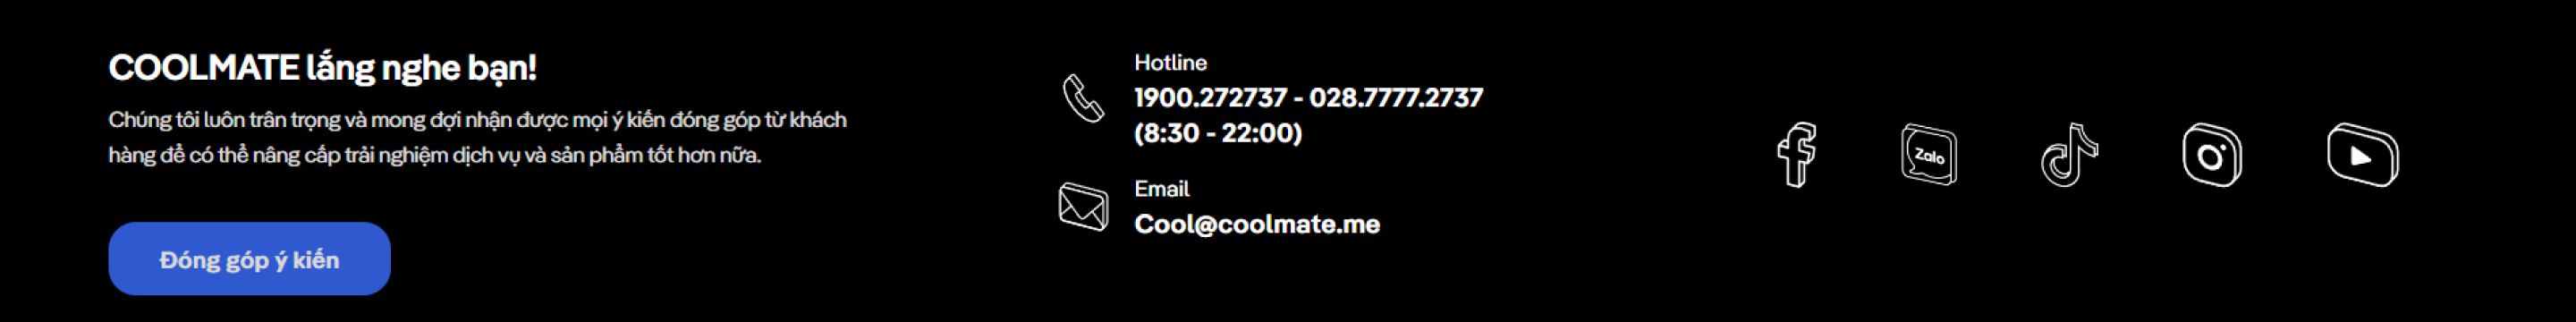 COOLMATE lắng nghe bạn!
Chúng tôi luôn trân trọng và mong đợi nhận được mọi ý kiến đóng góp từ khách
hàng để có thể nâng cấp trải nghiệm dịch vụ và sản phẩm tốt hơn nữa.
Đóng góp ý kiến
Hotline
1900.272737 - 028.7777.2737
(8:30 - 22:00)
Email
Cool@coolmate.me
Zalo